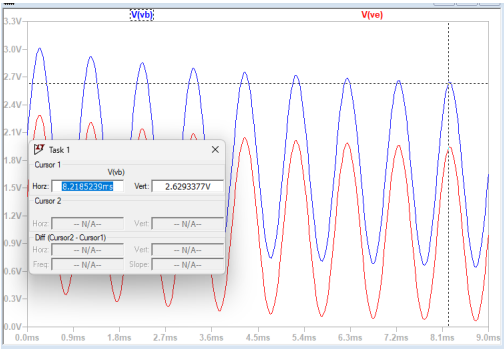 V(vb) V(ve)
3.3V
3.0V
2.7V
2.4V
2.1V
1.8V
1.5V
1.2V
0.9V
0.6V
0.3V
0.0V
Task 1
Cursor 1
V(vb)
Horz: 8.2185239ms Vert: 2.6293377V
Cursor 2
Horz: -- N/A-- Vert: -- N/A--
Diff (Cursor2 - Cursor1)
Horz: -- N/A-- Vert: -- N/A--
Freq: -- N/A-- Slope: -- N/A--
0.0ms 0.9ms 1.8ms 2.7ms 3.6ms 4.5ms 5.4ms 6.3ms 7.2ms 8.1ms 9.0ms